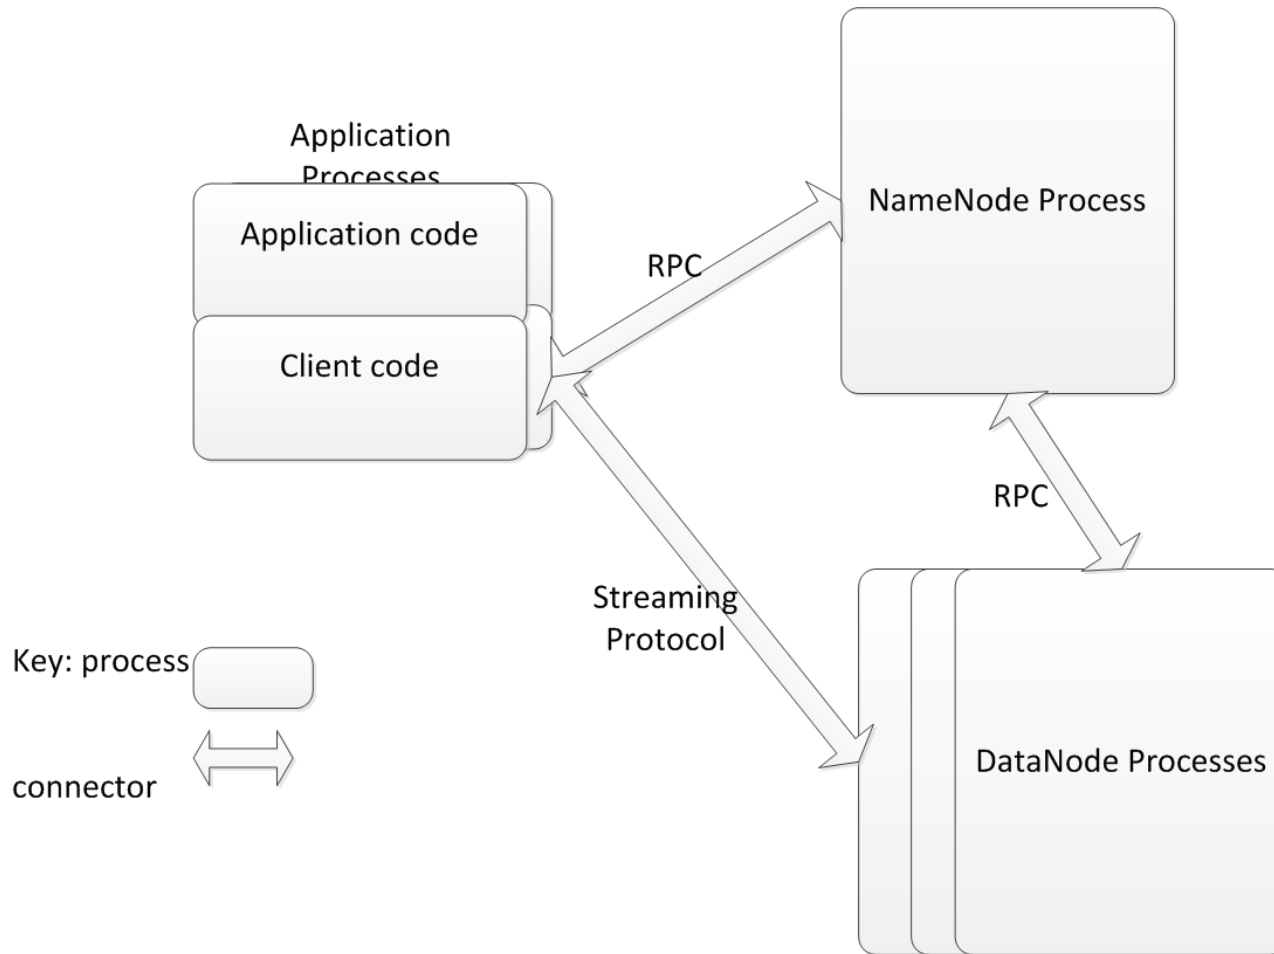 Application
Processes
Application code
Client code
RPC
NameNode Process
RPC
Streaming
Protocol
DataNode Processes
Key: process
connector